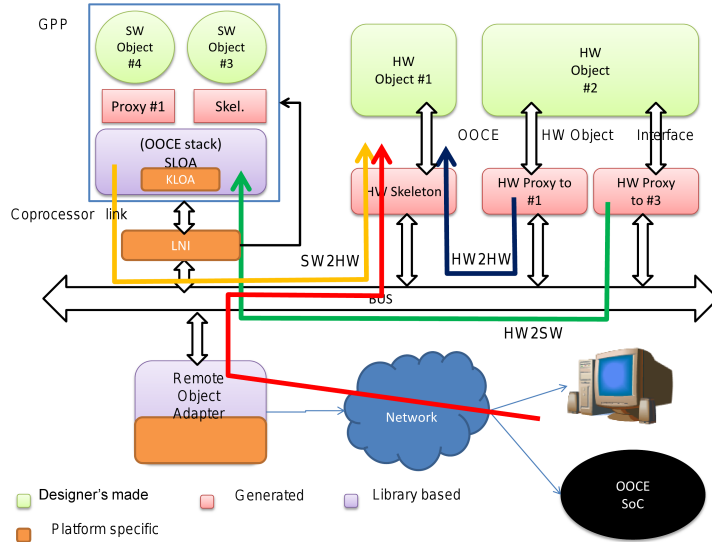 GPP
SW
Object
#4
SW
Object
#3
HW
Object #1
HW
Object
#2
Proxy #1
Skel.
OOCE
HW Object
Interface
(OOCE stack)
SLOA
KLOA
HW Skeleton
HW Proxy to
#1
HW Proxy
to #3
Coprocessor link
LNI
SW2HW
HW2HW
BUS
HW2SW
Remote
Object
Adapter
Network
OOCE
SoC
Designer's made
Generated
Library based
Platform specific